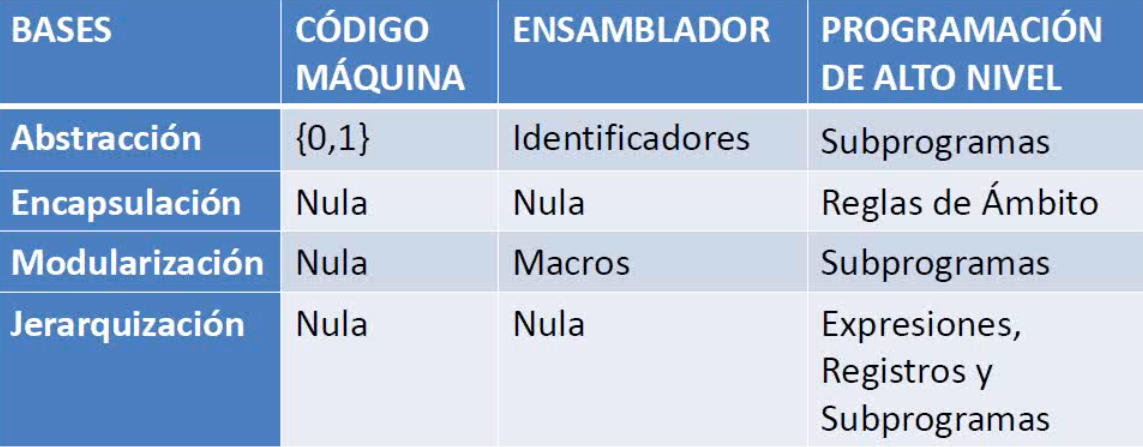 BASES CÓDIGO MÁQUINA ENSAMBLADOR PROGRAMACIÓN DE ALTO NIVEL
Abstracción {0,1} Identificadores Subprogramas
Encapsulación Nula Nula Reglas de Ámbito
Modularización Nula Macros Subprogramas
Jerarquización Nula Nula Expresiones,
Registros y
Subprogramas